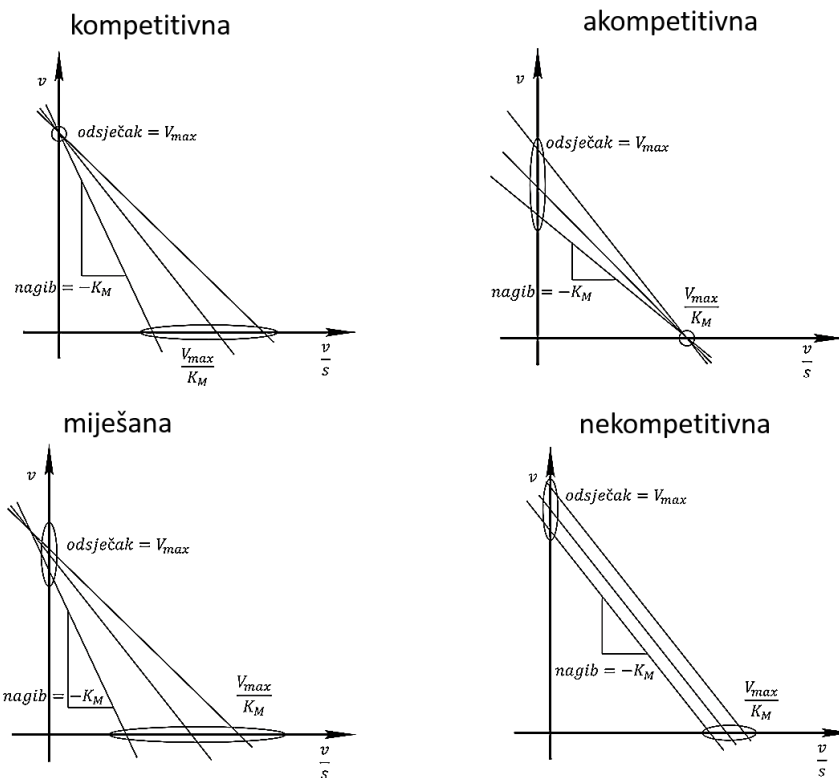 kompetitivna
v
odsječak = V_max
nagib = −K_M
V_max
K_M
v
s
akompetitivna
v
odsječak = V_max
nagib = −K_M
V_max
K_M
v
s
miješana
v
odsječak = V_max
nagib = −K_M
V_max
K_M
v
s
nekompetitivna
v
odsječak = V_max
nagib = −K_M
V_max
K_M
v
s